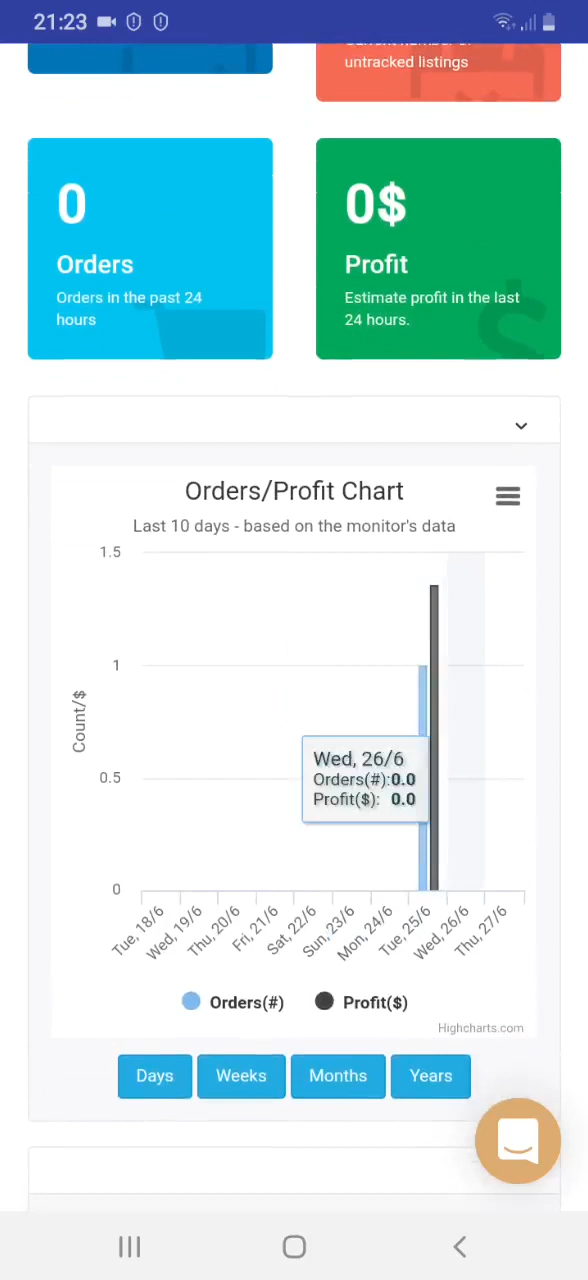 21:23
untracked listings
0
Orders
Orders in the past 24
hours
0$
Profit
Estimate profit in the last
24 hours.
Orders/Profit Chart
Last 10 days - based on the monitor's data
1.5
1
0.5
0
Count/$
Wed, 26/6
Orders(#):0.0
Profit($): 0.0
Tue, 18/6
Wed, 19/6
Thu, 20/6
Fri, 21/6
Sat, 22/6
Sun, 23/6
Mon, 24/6
Tue, 25/6
Wed, 26/6
Thu, 27/6
Orders(#)
Profit($)
Highcharts.com
Days
Weeks
Months
Years